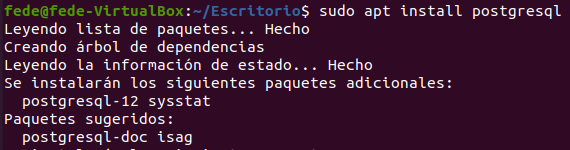 fede@fede-VirtualBox:~/Escritorio$ sudo apt install postgresql
Leyendo lista de paquetes... Hecho
Creando árbol de dependencias
Leyendo la información de estado... Hecho
Se instalarán los siguientes paquetes adicionales:
  postgresql-12 sysstat
Paquetes sugeridos:
  postgresql-doc isag